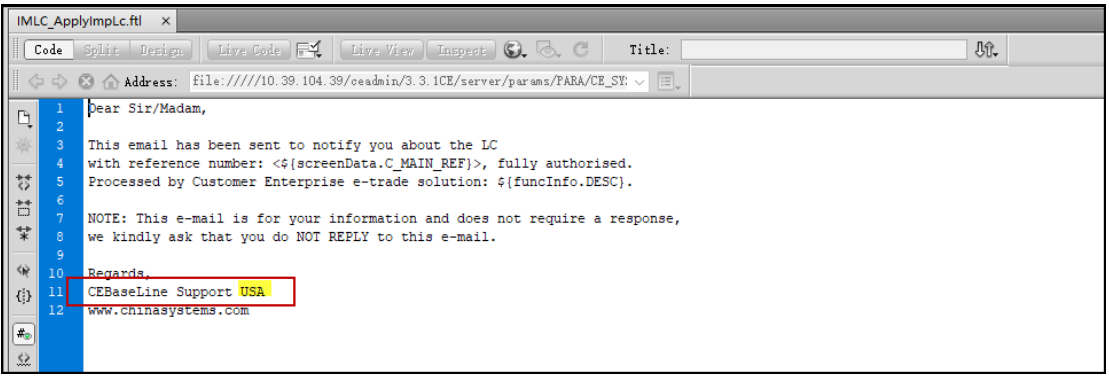 IMLC_ApplyImpLc.ftl ×
Code Split Design Live Code Live View Inspect Title:
Address: file://///10.39.104.39/ceadmin/3.3.1CE/server/params/PARA/CE_SY
1 Dear Sir/Madam,
2
3 This email has been sent to notify you about the LC
4 with reference number: <${screenData.C_MAIN_REF}>, fully authorised.
5 Processed by Customer Enterprise e-trade solution: ${funcInfo.DESC}.
6
7 NOTE: This e-mail is for your information and does not require a response,
8 we kindly ask that you do NOT REPLY to this e-mail.
9
10 Regards,
11 CEBaseLine Support USA
12 www.chinasystems.com